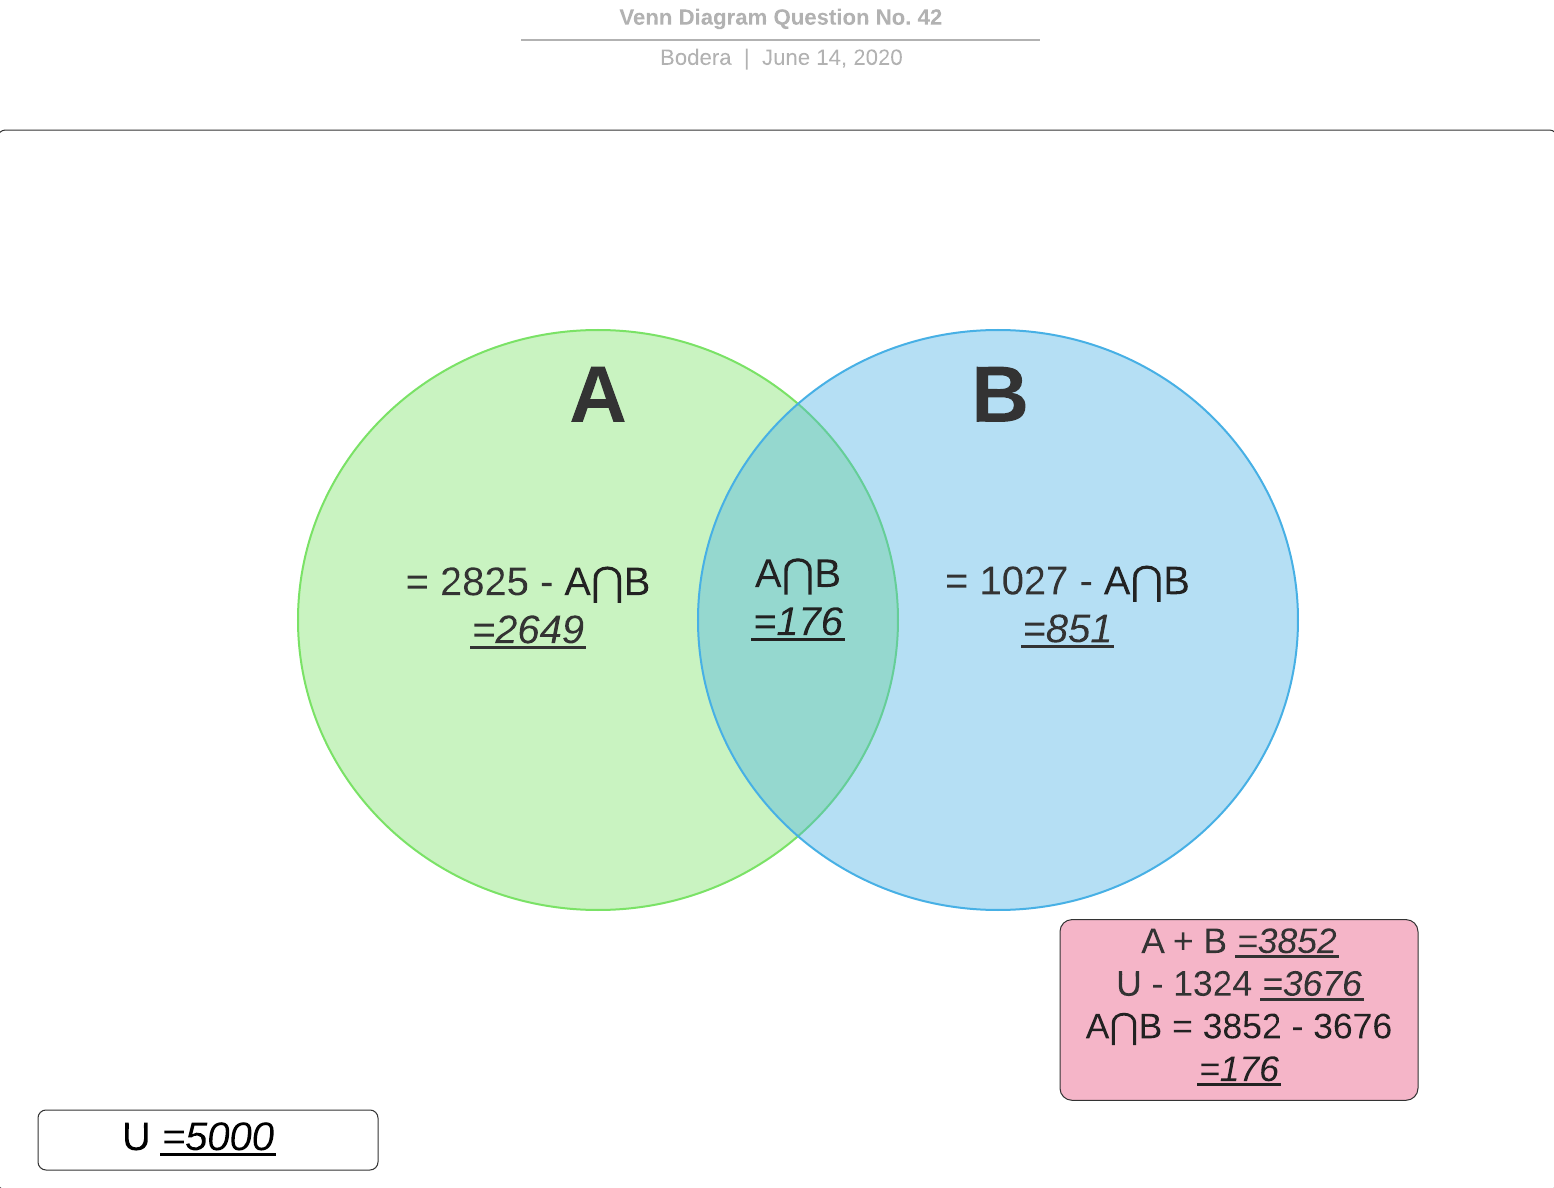 Venn Diagram Question No. 42
Bodera | June 14, 2020
A
B
= 2825 - A⋂B
=2649
A⋂B
=176
= 1027 - A⋂B
=851
A + B =3852
U - 1324 =3676
A⋂B = 3852 - 3676
=176
U =5000